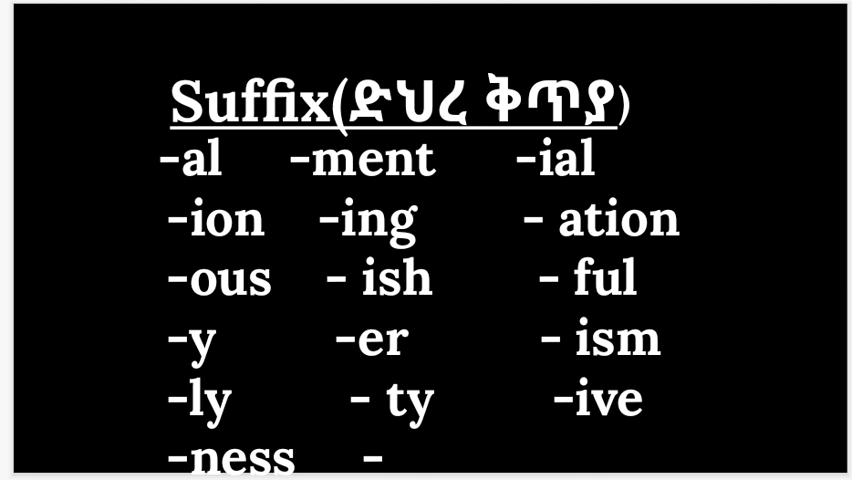 Suffix(ድህረ ቅጥያ)
-al -ment -ial
-ion -ing - ation
-ous - ish - ful
-y -er - ism
-ly - ty -ive
-ness -